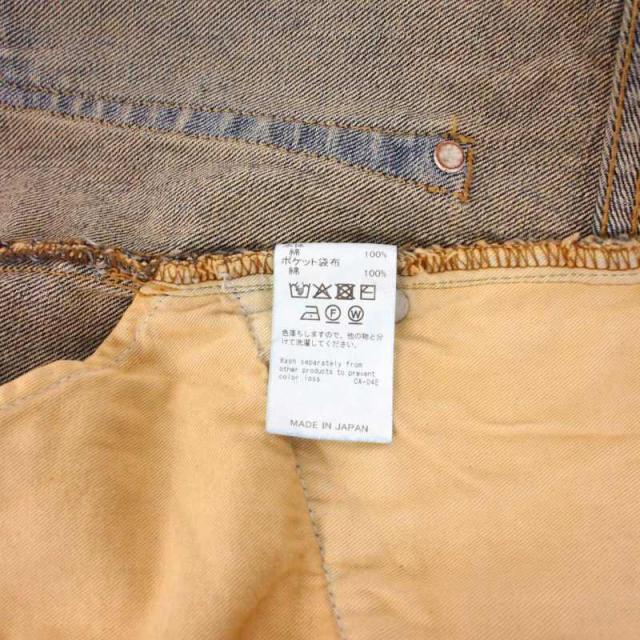 綿 100%
ポケット袋布
綿 100%
F W
色落ちしますので、他の物と分
けて洗濯してください。
Wash separately from
other products to prevent
color loss CA-04E
MADE IN JAPAN